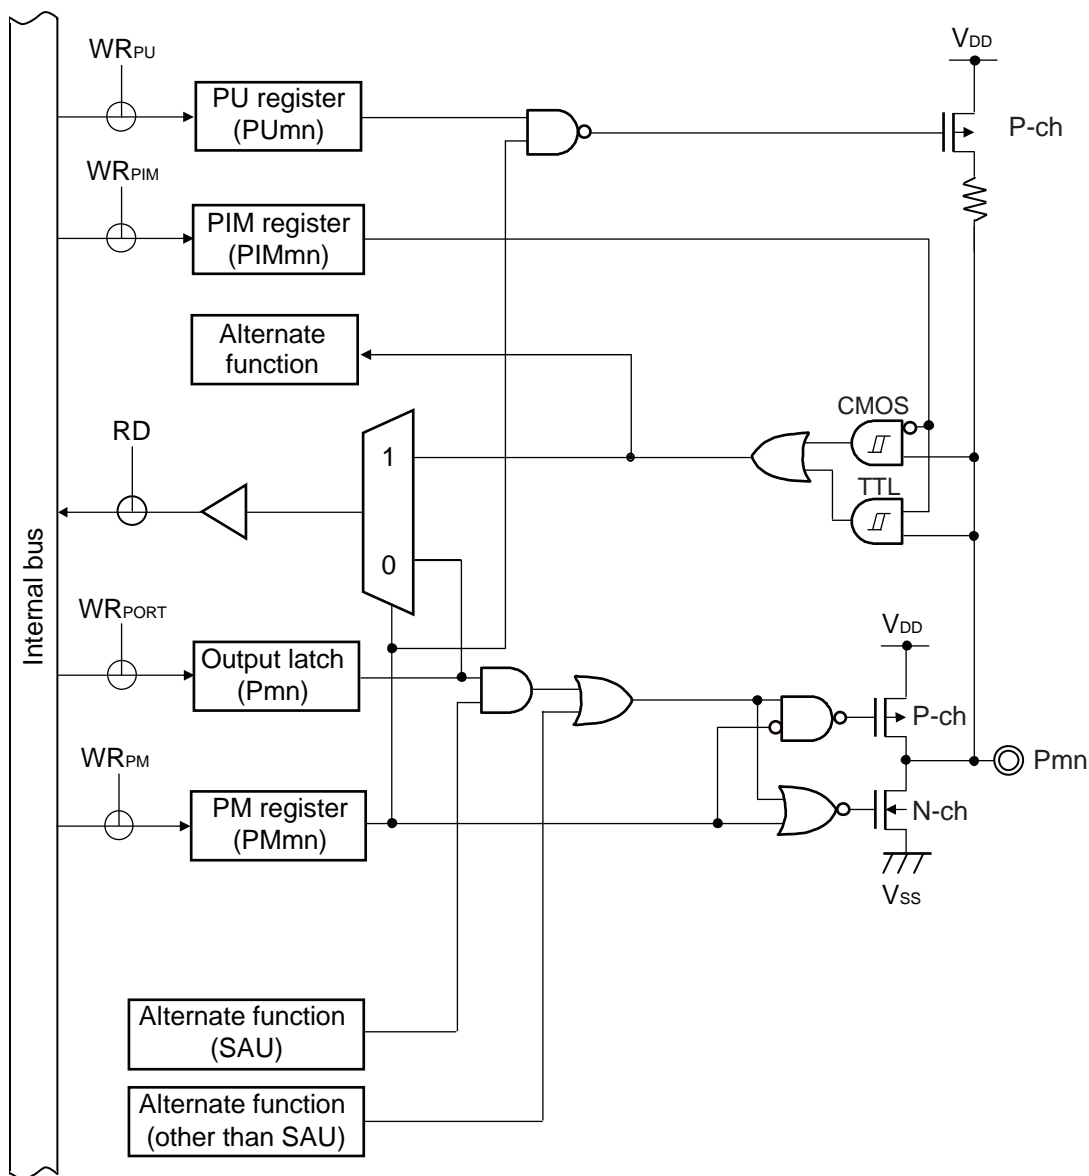 VDD
WRPU
PU register
(PUmn)
P-ch
WRPIM
PIM register
(PIMmn)
Alternate
function
CMOS
RD
1
TTL
0
Internal bus
WRPORT
Output latch
(Pmn)
VDD
P-ch
Pmn
WRPM
PM register
(PMmn)
N-ch
VSS
Alternate function
(SAU)
Alternate function
(other than SAU)